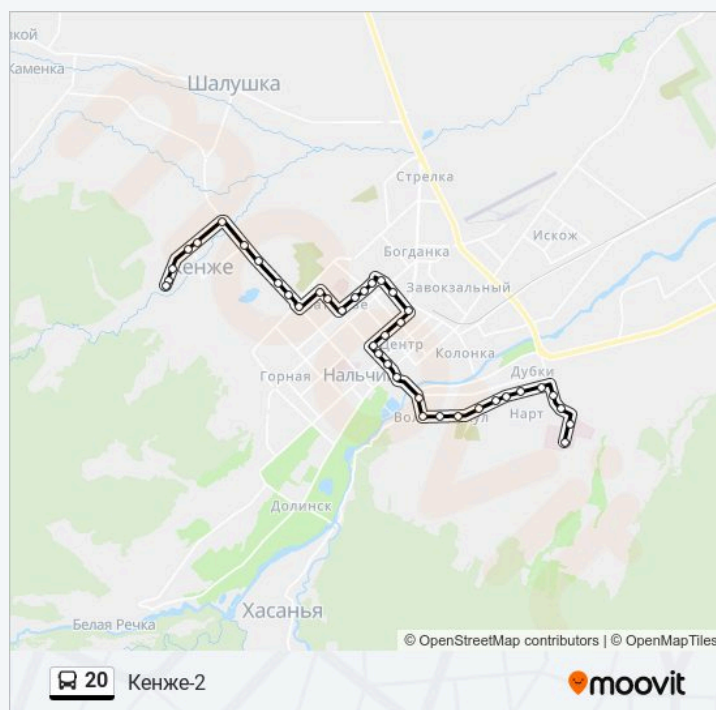 кой
Каменка
Шалушка
Стрелка
Искож
Богданка
Кенже
Завокзальный
Центр
Колонка
Горная
Нальчик
Дубки
Нарт
Долинск
Хасанья
Белая Речка
© OpenStreetMap contributors | © OpenMapTiles
20 Кенже-2
moovit